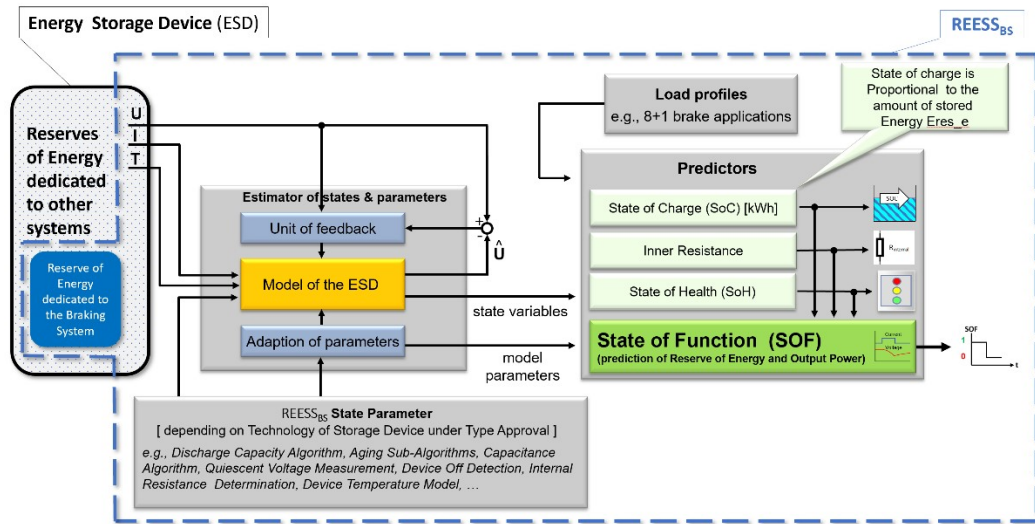 Energy Storage Device (ESD)
REESSBS
State of charge is
Proportional to the
amount of stored
Energy Eres_e
Load profiles
e.g., 8+1 brake applications
U
I
T
Reserves
of Energy
dedicated
to other
systems
Reserve of
Energy
dedicated to
the Braking
System
Estimator of states & parameters
Unit of feedback
Model of the ESD
Adaption of parameters
+
-
Û
state variables
model
parameters
Predictors
State of Charge (SoC) [kWh]
Inner Resistance
State of Health (SoH)
State of Function (SOF)
(prediction of Reserve of Energy and Output Power)
SOC
Rinternal
Current
Voltage
SOF
1
0
t
REESSBS State Parameter
[ depending on Technology of Storage Device under Type Approval ]
e.g., Discharge Capacity Algorithm, Aging Sub-Algorithms, Capacitance
Algorithm, Quiescent Voltage Measurement, Device Off Detection, Internal
Resistance Determination, Device Temperature Model, …